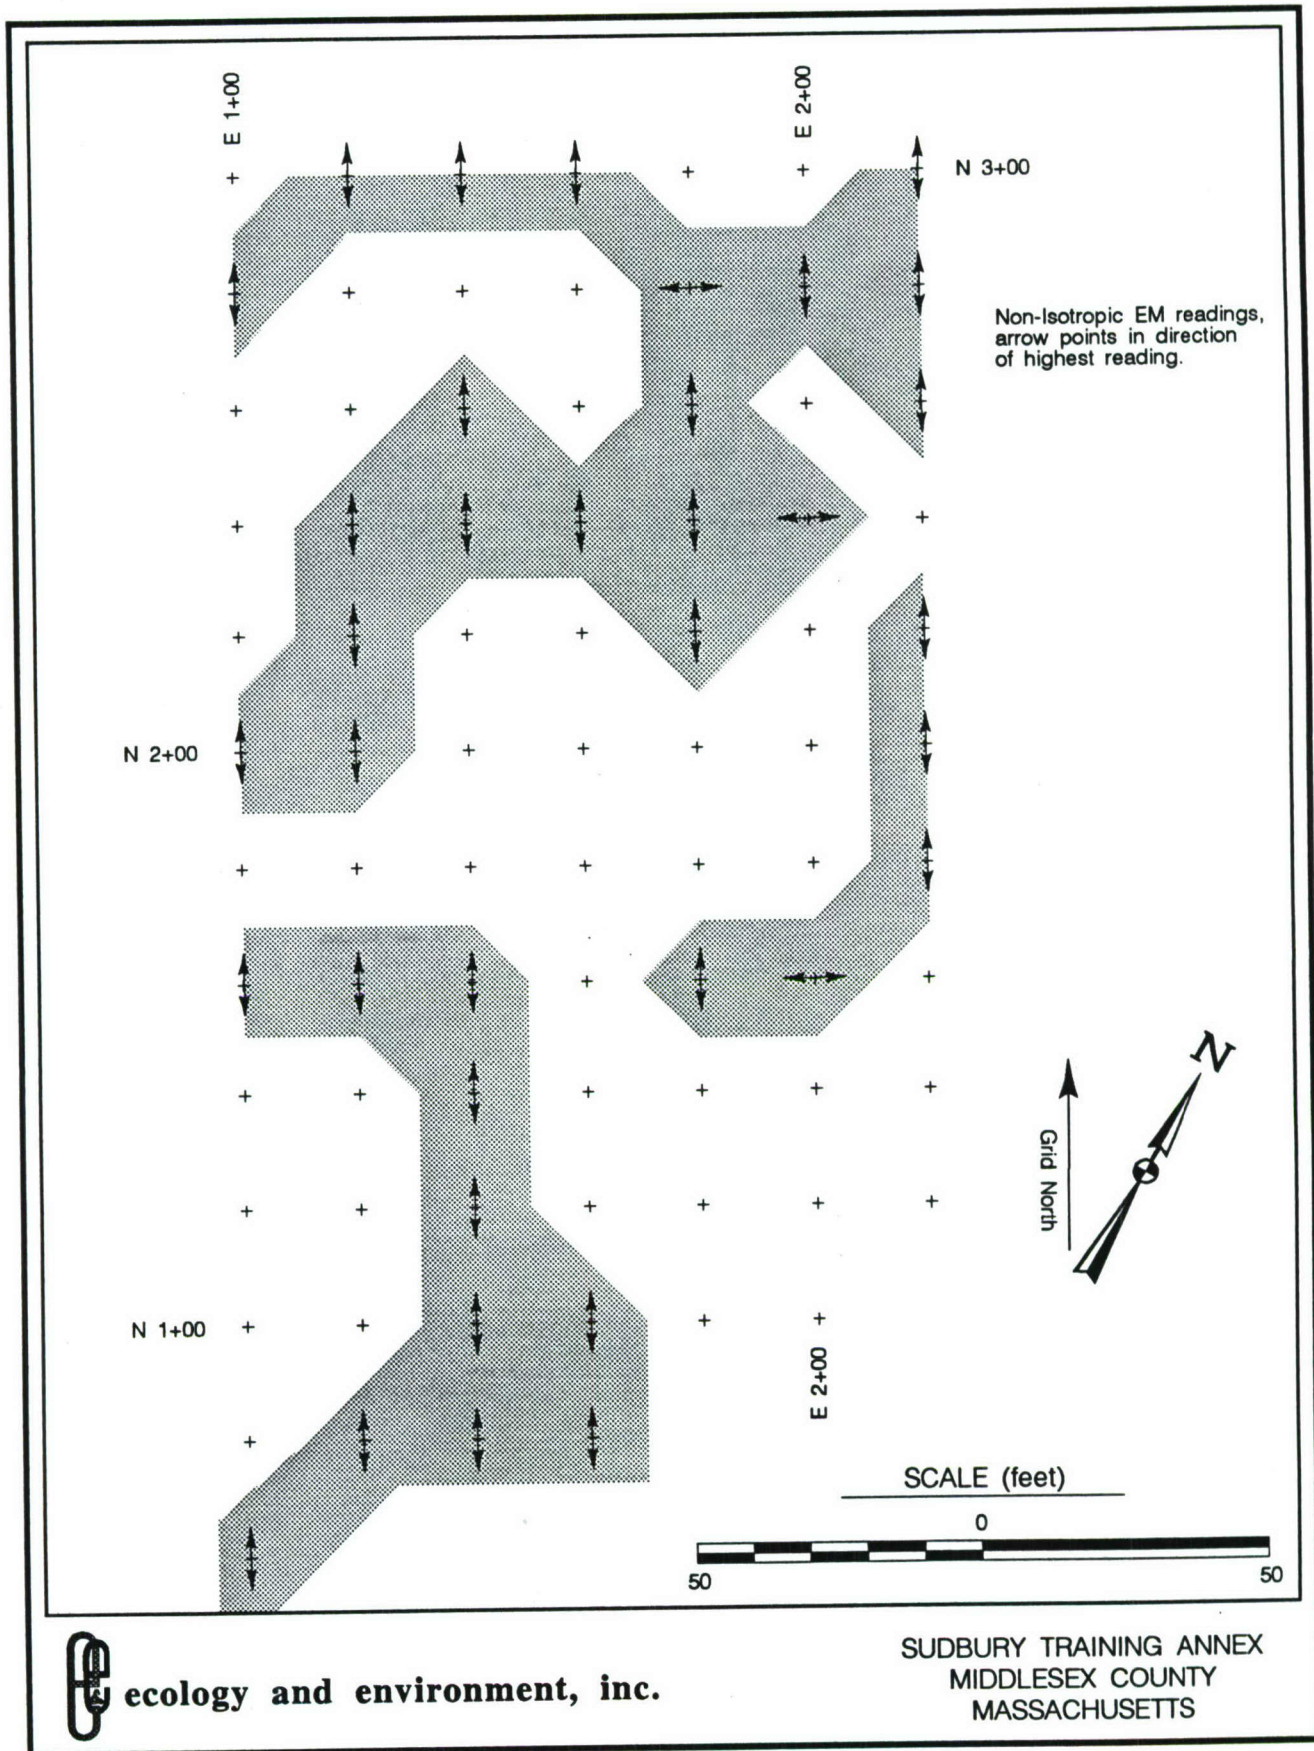 E 1+00
E 2+00
N 3+00
Non-Isotropic EM readings,
arrow points in direction
of highest reading.
N 2+00
N
Grid North
N 1+00
E 2+00
SCALE (feet)
0
50
50
ecology and environment, inc.
SUDBURY TRAINING ANNEX
MIDDLESEX COUNTY
MASSACHUSETTS